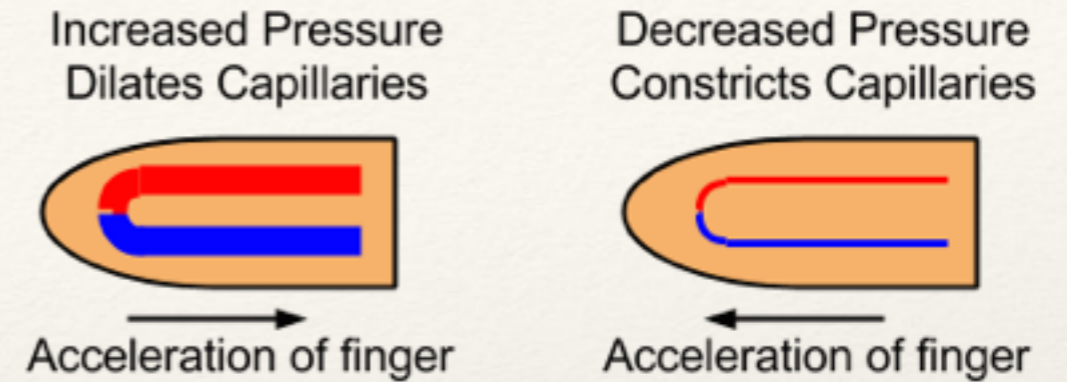 Increased Pressure
Dilates Capillaries
Acceleration of finger
Decreased Pressure
Constricts Capillaries
Acceleration of finger